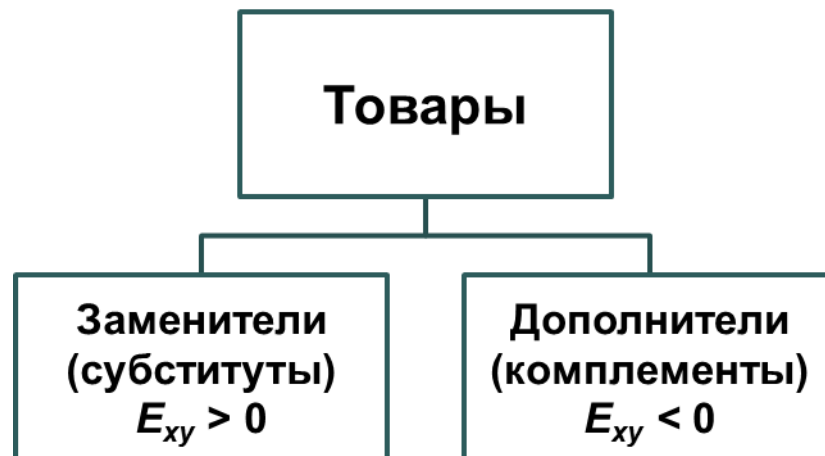 Товары
Заменители
(субституты)
Exy > 0
Дополнители
(комплементы)
Exy < 0